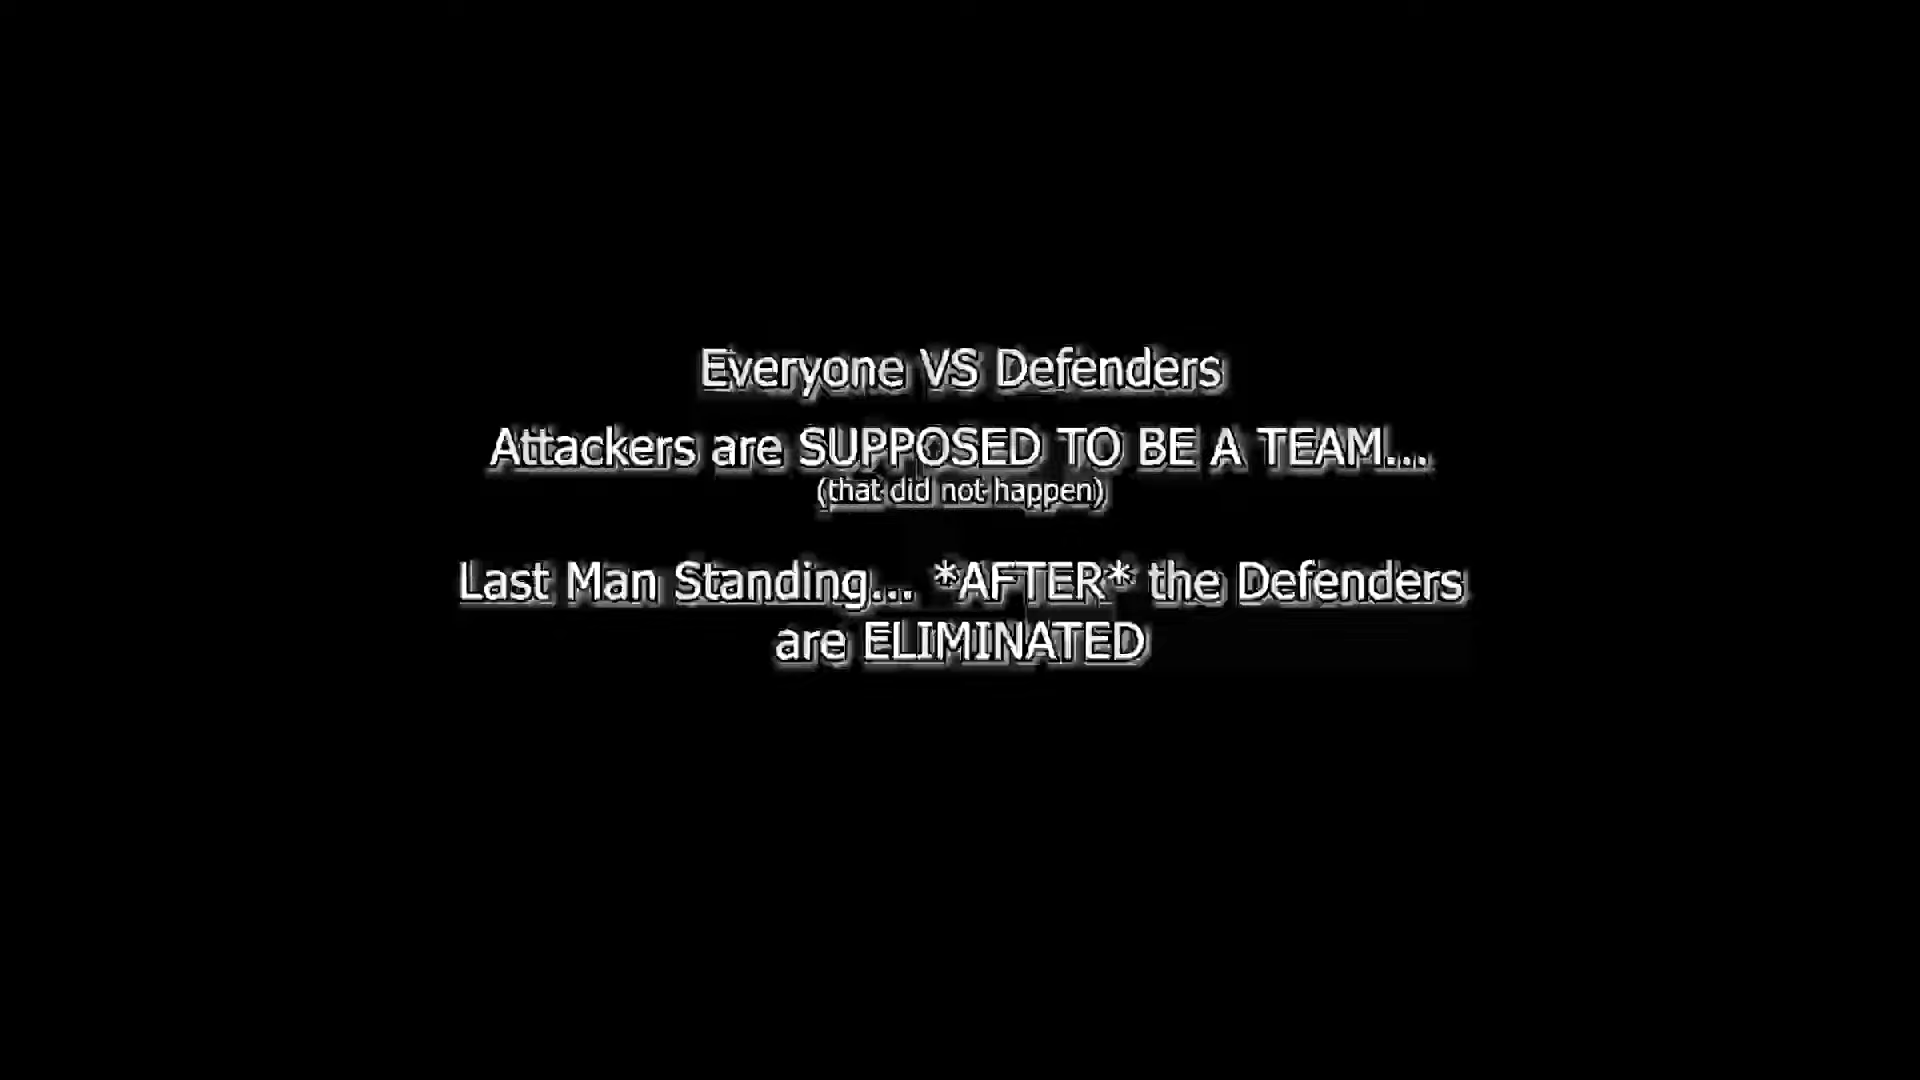 Everyone VS Defenders
Attackers are SUPPOSED TO BE A TEAM...
(that did not happen)
Last Man Standing... *AFTER* the Defenders
are ELIMINATED